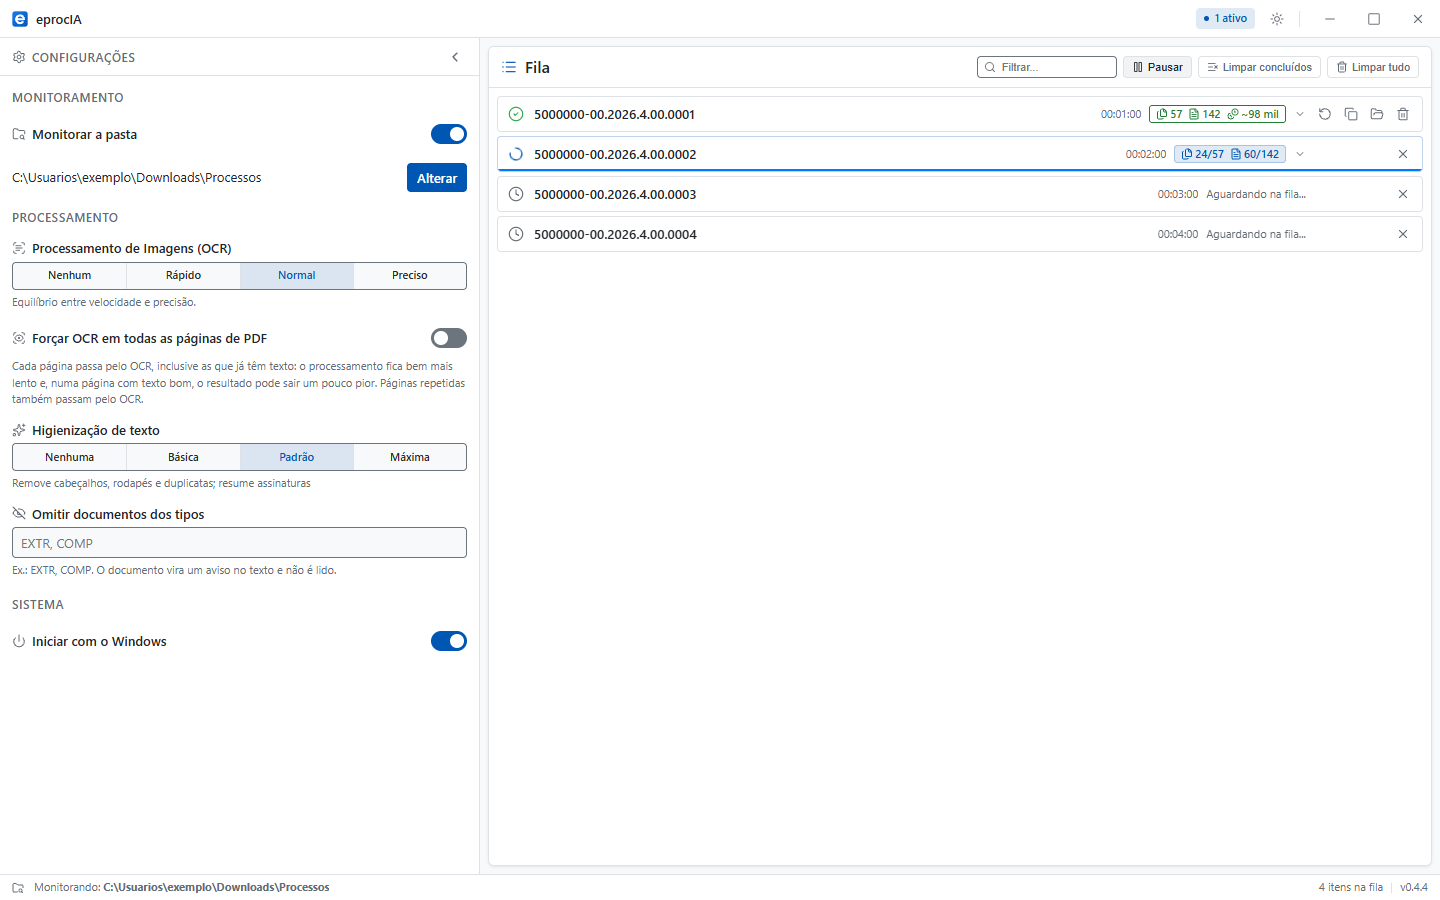 eprocIA
1 ativo
CONFIGURAÇÕES
MONITORAMENTO
Monitorar a pasta
C:\Usuarios\exemplo\Downloads\Processos
Alterar
PROCESSAMENTO
Processamento de Imagens (OCR)
Nenhum Rápido Normal Preciso
Equilíbrio entre velocidade e precisão.
Forçar OCR em todas as páginas de PDF
Cada página passa pelo OCR, inclusive as que já têm texto: o processamento fica bem mais
lento e, numa página com texto bom, o resultado pode sair um pouco pior. Páginas repetidas
também passam pelo OCR.
Higienização de texto
Nenhuma Básica Padrão Máxima
Remove cabeçalhos, rodapés e duplicatas; resume assinaturas
Omitir documentos dos tipos
EXTR, COMP
Ex.: EXTR, COMP. O documento vira um aviso no texto e não é lido.
SISTEMA
Iniciar com o Windows
Fila
Filtrar...
Pausar
Limpar concluídos
Limpar tudo
5000000-00.2026.4.00.0001 00:01:00 57 142 ~98 mil
5000000-00.2026.4.00.0002 00:02:00 24/57 60/142
5000000-00.2026.4.00.0003 00:03:00 Aguardando na fila...
5000000-00.2026.4.00.0004 00:04:00 Aguardando na fila...
Monitorando: C:\Usuarios\exemplo\Downloads\Processos
4 itens na fila v0.4.4